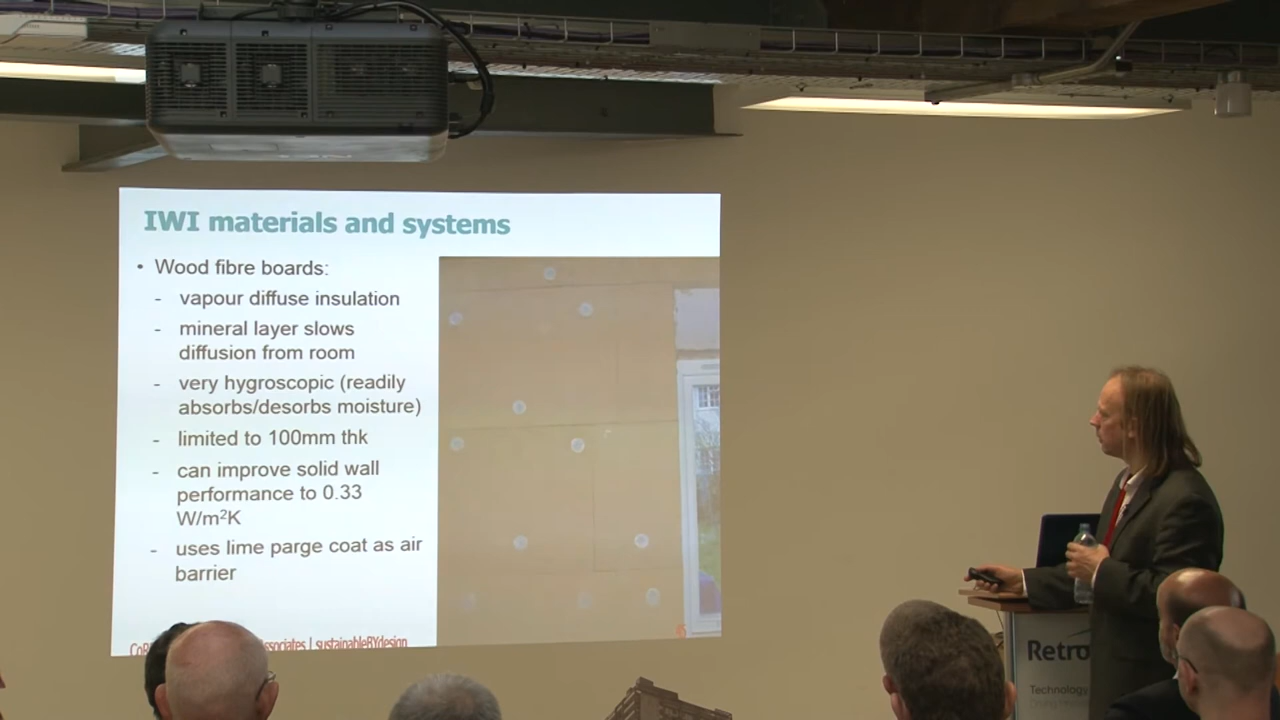 IWI materials and systems
• Wood fibre boards:
- vapour diffuse insulation
- mineral layer slows
diffusion from room
- very hygroscopic (readily
absorbs/desorbs moisture)
- limited to 100mm thk
- can improve solid wall
performance to 0.33
W/m²K
- uses lime parge coat as air
barrier
| sustainableBYdesign
Retro
Technology